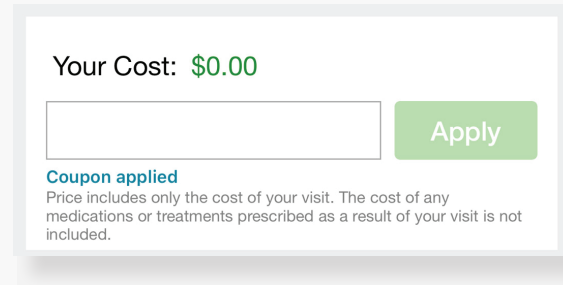 Your Cost: $0.00
Apply
Coupon applied
Price includes only the cost of your visit. The cost of any
medications or treatments prescribed as a result of your visit is not
included.